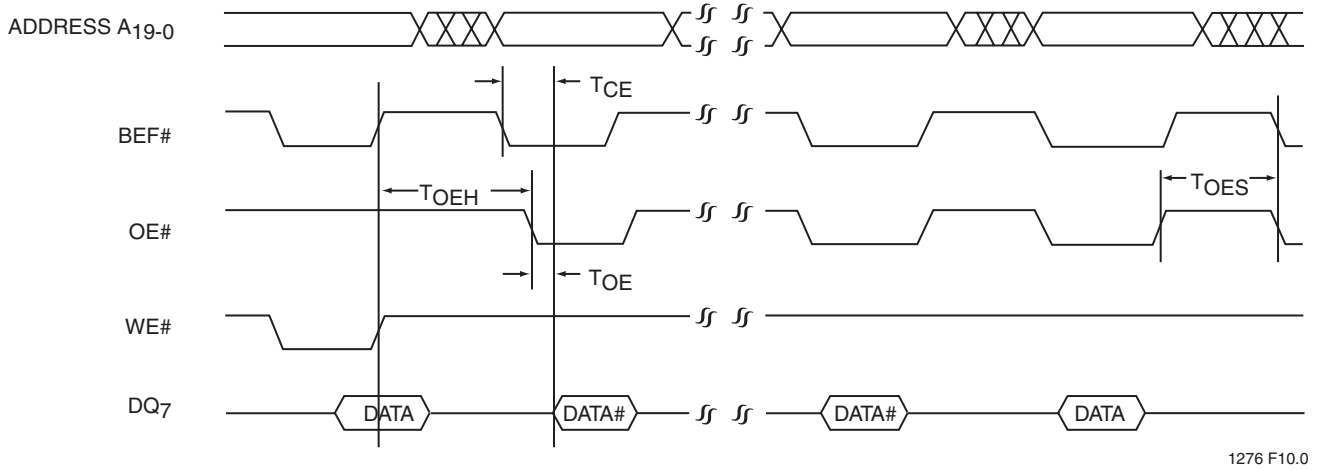 ADDRESS A19-0
TCE
BEF#
TOEH
TOES
OE#
TOE
WE#
DQ7
DATA
DATA#
DATA#
DATA
1276 F10.0